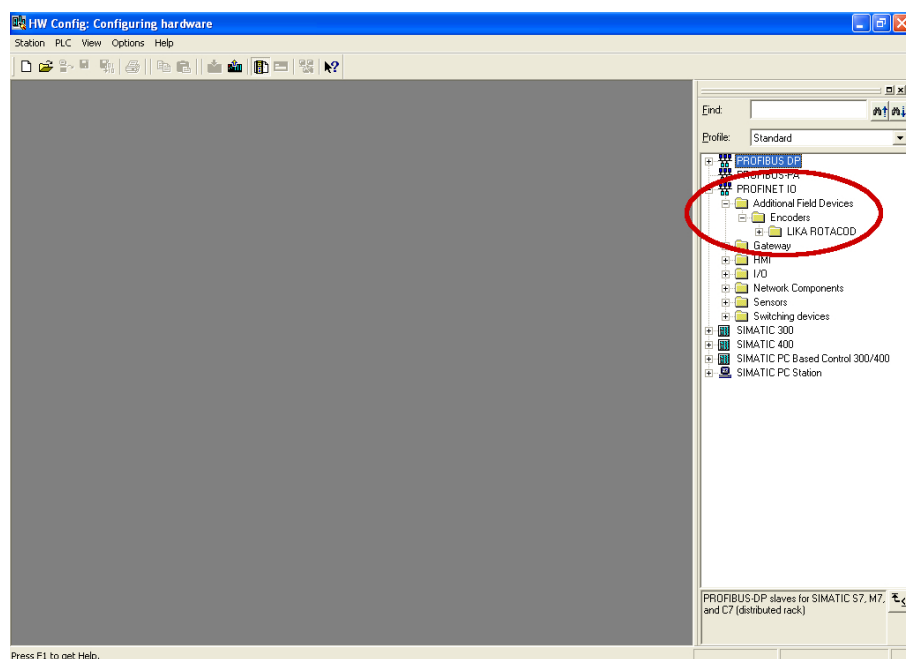 HW Config: Configuring hardware
Station PLC View Options Help
Find:
Profile: Standard
PROFIBUS DP
PROFIBUS-PA
PROFINET IO
Additional Field Devices
Encoders
LIKA ROTACOD
Gateway
HMI
I/O
Network Components
Sensors
Switching devices
SIMATIC 300
SIMATIC 400
SIMATIC PC Based Control 300/400
SIMATIC PC Station
PROFIBUS-DP slaves for SIMATIC S7, M7,
and C7 (distributed rack)
Press F1 to get Help.